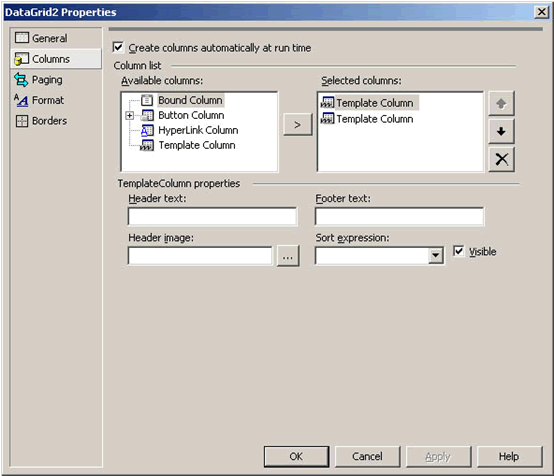 DataGrid2 Properties
General
Columns
Paging
Format
Borders
Create columns automatically at run time
Column list
Available columns:
Selected columns:
Bound Column
Button Column
HyperLink Column
Template Column
>
Template Column
Template Column
TemplateColumn properties
Header text:
Footer text:
Header image:
Sort expression:
...
Visible
OK
Cancel
Apply
Help